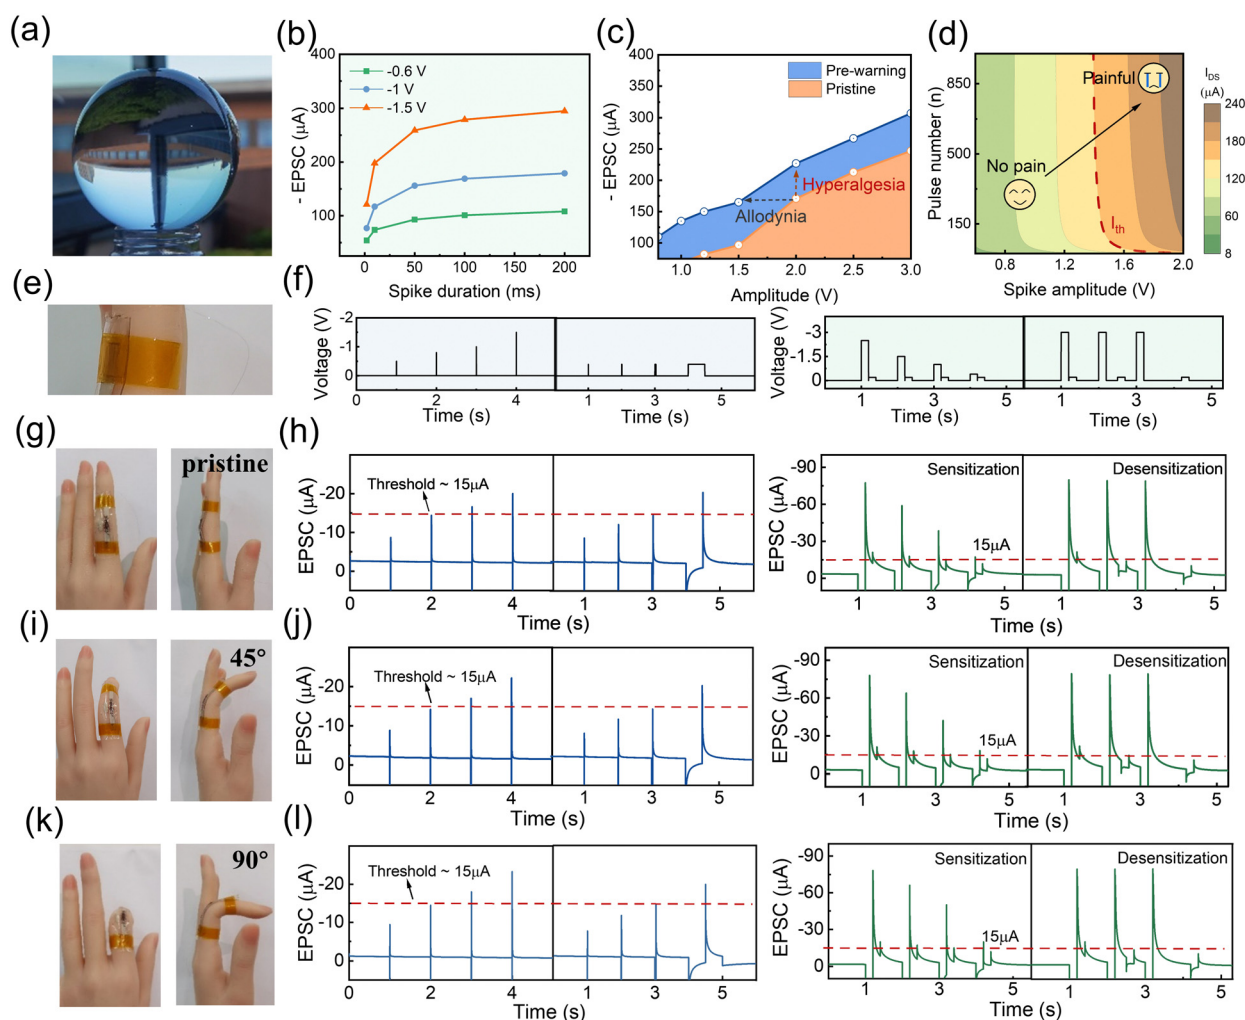 (a)
(b)
400
300
200
100
- EPSC (μA)
-0.6 V
-1 V
-1.5 V
0 50 100 150 200
Spike duration (ms)
(c)
400
350
300
250
200
150
100
- EPSC (μA)
Pre-warning
Pristine
Hyperalgesia
Allodynia
1.0 1.5 2.0 2.5 3.0
Amplitude (V)
(d)
850
500
150
Pulse number (n)
Painful
No pain
Ith
0.8 1.2 1.6 2.0
Spike amplitude (V)
IDS
(μA)
240
180
120
60
8
(e)
(f)
-2
-1
0
Voltage (V)
0 2 4 1 3 5
Time (s) Time (s)
-3
-1.5
0
Voltage (V)
1 3 5 1 3 5
Time (s) Time (s)
(g)
pristine
(h)
-20
-10
0
EPSC (μA)
Threshold ~ 15μA
0 2 4 1 3 5
Time (s) Time (s)
-90
-60
-30
0
EPSC (μA)
Sensitization Desensitization
15μA
1 3 5 1 3 5
Time (s) Time (s)
(i)
45°
(j)
-20
-10
0
EPSC (μA)
Threshold ~ 15μA
0 2 4 1 3 5
Time (s) Time (s)
-90
-60
-30
0
EPSC (μA)
Sensitization Desensitization
15μA
1 3 5 1 3 5
Time (s) Time (s)
(k)
90°
(l)
-20
-10
0
EPSC (μA)
Threshold ~ 15μA
0 2 4 1 3 5
Time (s) Time (s)
-90
-60
-30
0
EPSC (μA)
Sensitization Desensitization
15μA
1 3 5 1 3 5
Time (s) Time (s)